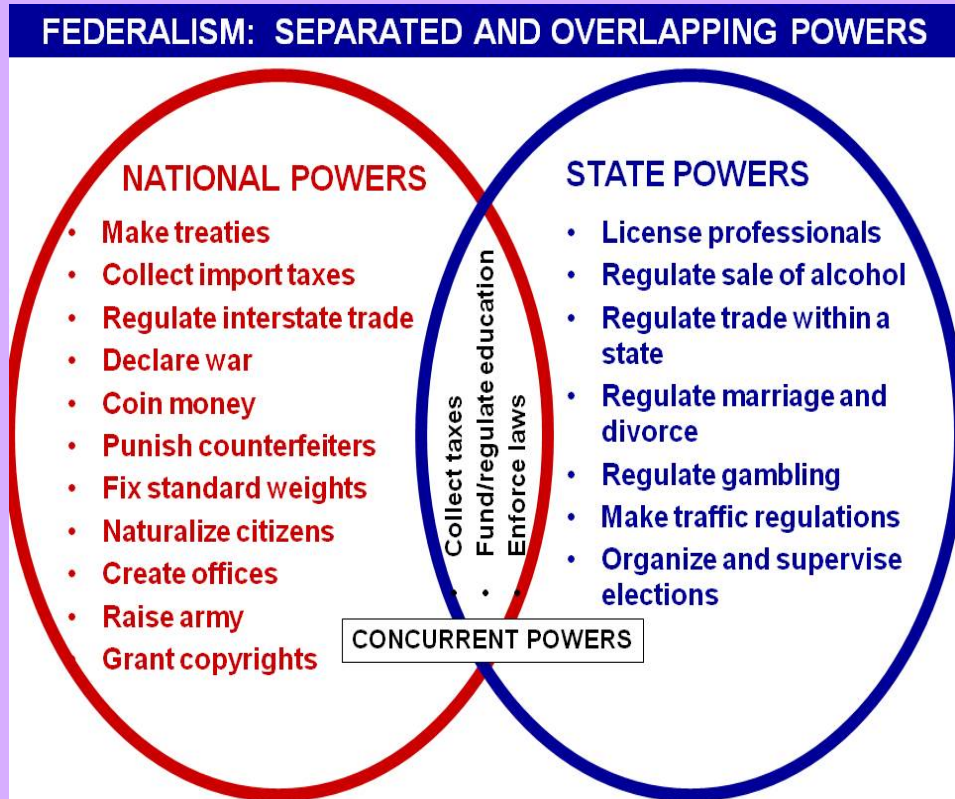 FEDERALISM: SEPARATED AND OVERLAPPING POWERS
NATIONAL POWERS
• Make treaties
• Collect import taxes
• Regulate interstate trade
• Declare war
• Coin money
• Punish counterfeiters
• Fix standard weights
• Naturalize citizens
• Create offices
• Raise army
• Grant copyrights
• Collect taxes
• Fund/regulate education
• Enforce laws
CONCURRENT POWERS
STATE POWERS
• License professionals
• Regulate sale of alcohol
• Regulate trade within a
state
• Regulate marriage and
divorce
• Regulate gambling
• Make traffic regulations
• Organize and supervise
elections